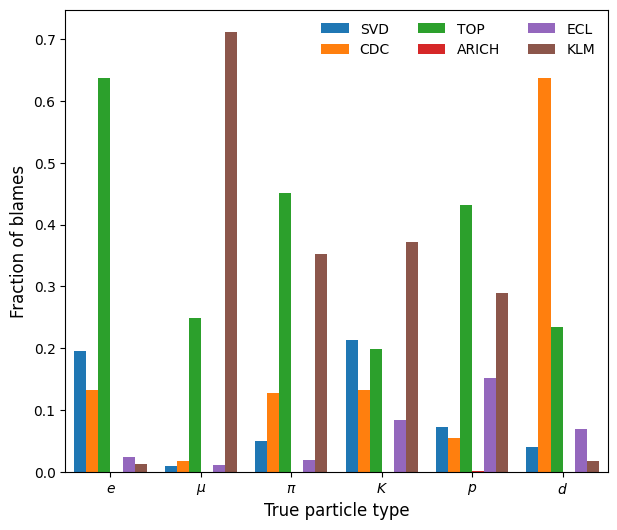 SVD TOP ECL
CDC ARICH KLM
0.7
0.6
0.5
0.4
0.3
0.2
0.1
0.0
Fraction of blames
e μ π K p d
True particle type